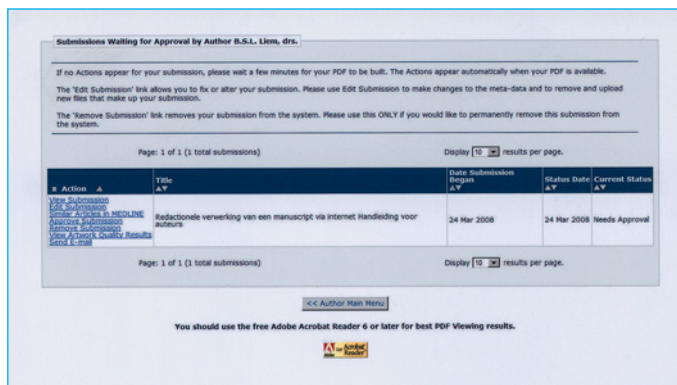 Submissions Waiting for Approval by Author B.S.L. Liem, drs.
If no Actions appear for your submission, please wait a few minutes for your PDF to be built. The Actions appear automatically when your PDF is available.
The 'Edit Submission' link allows you to fix or alter your submission. Please use Edit Submission to make changes to the meta-data and to remove and upload
new files that make up your submission.
The 'Remove Submission' link removes your submission from the system. Please use this ONLY if you would like to permanently remove this submission from
the system.
Page: 1 of 1 (1 total submissions) Display 10 results per page.
Action Title Date Submission Began Status Date Current Status
View Submission
Edit Submission
Similar Articles in MEDLINE
Approve Submission
Remove Submission
View Artwork Quality Results
Send E-mail
Redactionele verwerking van een manuscript via internet Handleiding voor
auteurs
24 Mar 2008 24 Mar 2008 Needs Approval
Page: 1 of 1 (1 total submissions) Display 10 results per page.
<< Author Main Menu
You should use the free Adobe Acrobat Reader 6 or later for best PDF Viewing results.
Acrobat
Reader